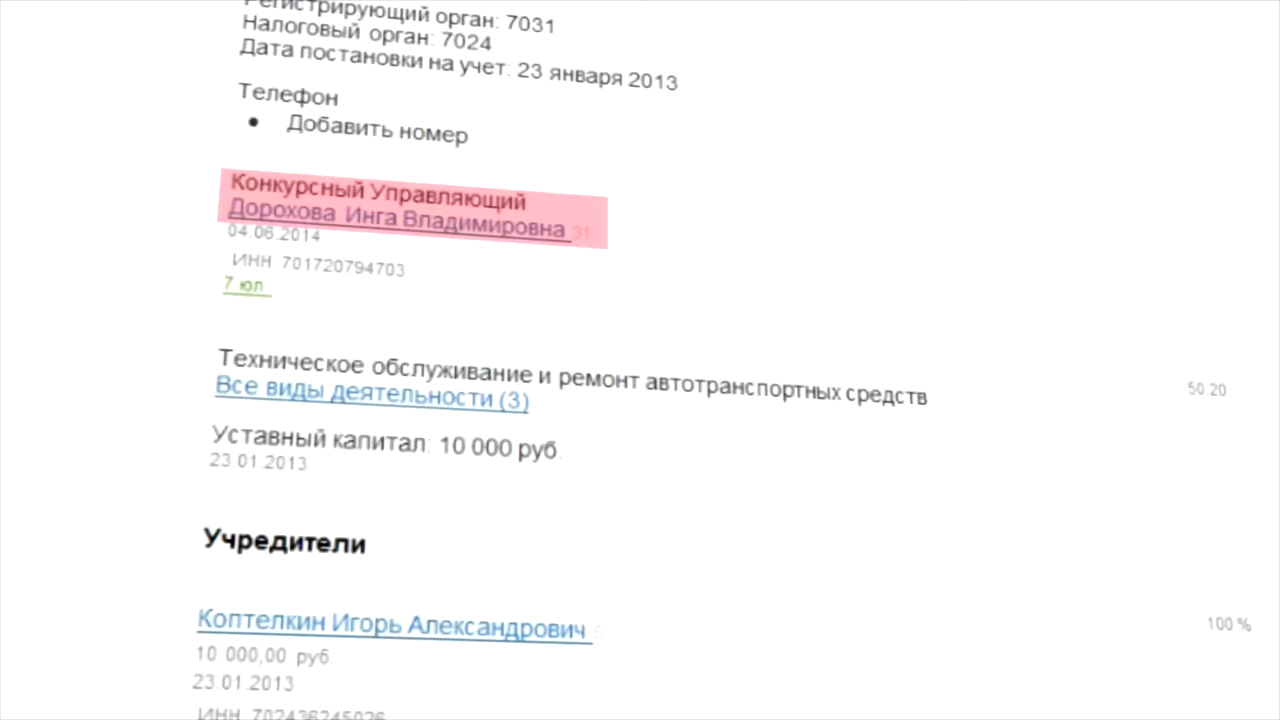 Регистрирующий орган: 7031
Налоговый орган: 7024
Дата постановки на учет: 23 января 2013
Телефон
• Добавить номер
Конкурсный Управляющий
Дорохова Инга Владимировна 31
04.06.2014
ИНН 701720794703
7 юл
Техническое обслуживание и ремонт автотранспортных средств 50.20
Все виды деятельности (3)
Уставный капитал: 10 000 руб.
23.01.2013
Учредители
Коптелкин Игорь Александрович 100 %
10 000,00 руб.
23.01.2013
ИНН